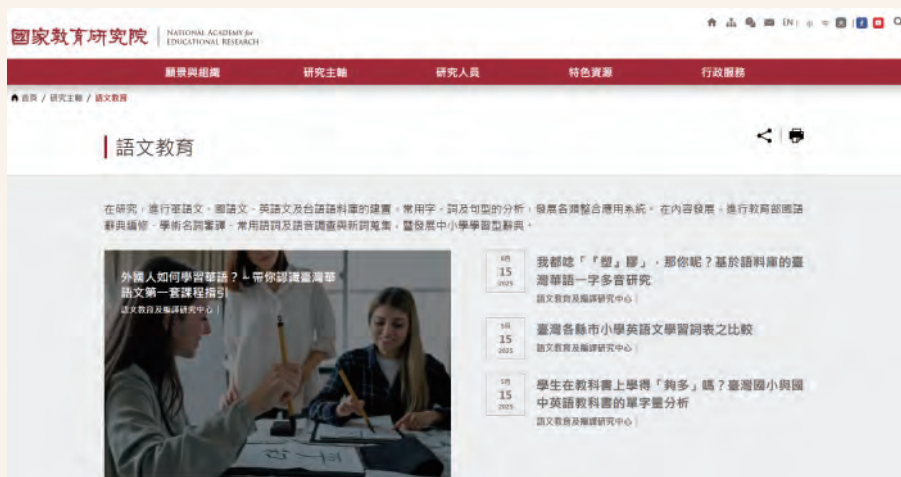 國家教育研究院
NATIONAL ACADEMY for
EDUCATIONAL RESEARCH
EN
願景與組織 研究主軸 研究人員 特色資源 行政服務
首頁 / 研究主軸 / 語文教育
語文教育
在研究，進行華語文、國語文、英語文及台語語料庫的建置，常用字、詞及句型的分析，發展各類整合應用系統。 在內容發展，進行教育部國語
辭典編修、學術名詞審譯、常用語詞及語音調查與新詞蒐集，暨發展中小學學習型辭典。
外國人如何學習華語？ – 帶你認識臺灣華
語文第一套課程指引
語文教育及編譯研究中心 |
5月
15
2025
我都唸「『塑』膠」，那你呢？基於語料庫的臺
灣華語一字多音研究
語文教育及編譯研究中心 |
5月
15
2025
臺灣各縣市小學英語文學習詞表之比較
語文教育及編譯研究中心 |
5月
15
2025
學生在教科書上學得「夠多」嗎？臺灣國小與國
中英語教科書的單字量分析
語文教育及編譯研究中心 |